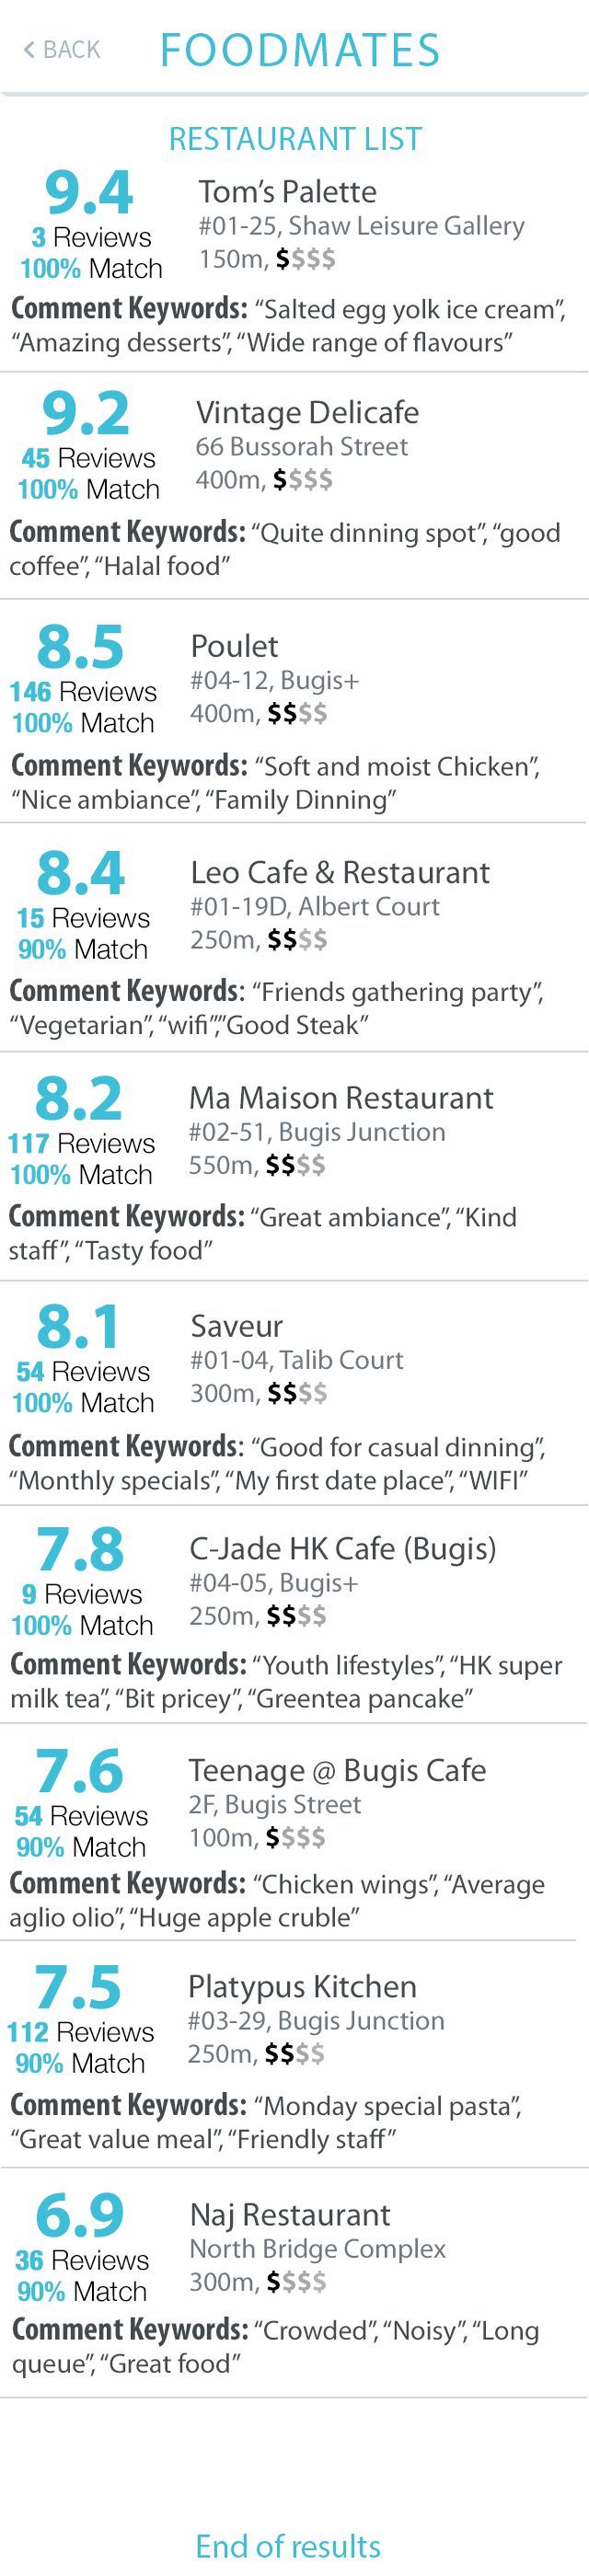 < BACK FOODMATES
RESTAURANT LIST
9.4 Tom's Palette
#01-25, Shaw Leisure Gallery
3 Reviews
150m, $$$$
100% Match
Comment Keywords: “Salted egg yolk ice cream”,
“Amazing desserts”, “Wide range of flavours”
9.2 Vintage Delicafe
66 Bussorah Street
45 Reviews
400m, $$$$
100% Match
Comment Keywords: “Quite dinning spot”, “good
coffee”, “Halal food”
8.5 Poulet
#04-12, Bugis+
146 Reviews
400m, $$$$
100% Match
Comment Keywords: “Soft and moist Chicken”,
“Nice ambiance”, “Family Dinning”
8.4 Leo Cafe & Restaurant
#01-19D, Albert Court
15 Reviews
250m, $$$$
90% Match
Comment Keywords: “Friends gathering party”,
“Vegetarian”, “wifi”,”Good Steak”
8.2 Ma Maison Restaurant
#02-51, Bugis Junction
117 Reviews
550m, $$$$
100% Match
Comment Keywords: “Great ambiance”, “Kind
staff”, “Tasty food”
8.1 Saveur
#01-04, Talib Court
54 Reviews
300m, $$$$
100% Match
Comment Keywords: “Good for casual dinning”,
“Monthly specials”, “My first date place”, “WIFI”
7.8 C-Jade HK Cafe (Bugis)
#04-05, Bugis+
9 Reviews
250m, $$$$
100% Match
Comment Keywords: “Youth lifestyles”, “HK super
milk tea”, “Bit pricey”, “Greentea pancake”
7.6 Teenage @ Bugis Cafe
2F, Bugis Street
54 Reviews
100m, $$$$
90% Match
Comment Keywords: “Chicken wings”, “Average
aglio olio”, “Huge apple cruble”
7.5 Platypus Kitchen
#03-29, Bugis Junction
112 Reviews
250m, $$$$
90% Match
Comment Keywords: “Monday special pasta”,
“Great value meal”, “Friendly staff”
6.9 Naj Restaurant
North Bridge Complex
36 Reviews
300m, $$$$
90% Match
Comment Keywords: “Crowded”, “Noisy”, “Long
queue”, “Great food”
End of results